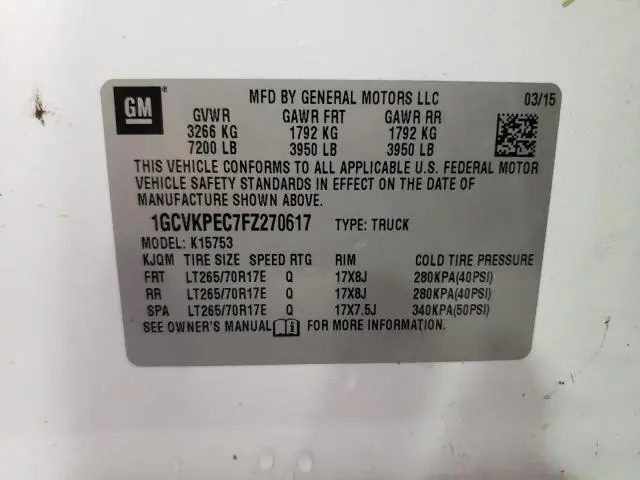 GM
MFD BY GENERAL MOTORS LLC 03/15
GVWR GAWR FRT GAWR RR
3266 KG 1792 KG 1792 KG
7200 LB 3950 LB 3950 LB
THIS VEHICLE CONFORMS TO ALL APPLICABLE U.S. FEDERAL MOTOR
VEHICLE SAFETY STANDARDS IN EFFECT ON THE DATE OF
MANUFACTURE SHOWN ABOVE.
1GCVKPEC7FZ270617 TYPE: TRUCK
MODEL: K15753
KJQM TIRE SIZE SPEED RTG RIM COLD TIRE PRESSURE
FRT LT265/70R17E Q 17X8J 280KPA(40PSI)
RR LT265/70R17E Q 17X8J 280KPA(40PSI)
SPA LT265/70R17E Q 17X7.5J 340KPA(50PSI)
SEE OWNER'S MANUAL i FOR MORE INFORMATION.